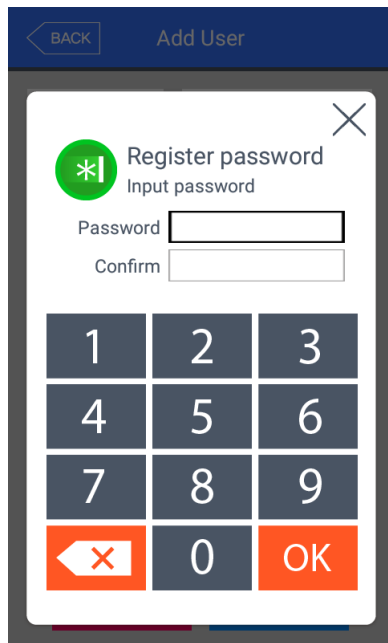 BACK
Add User
Register password
Input password
Password
Confirm
1 2 3
4 5 6
7 8 9
0 OK